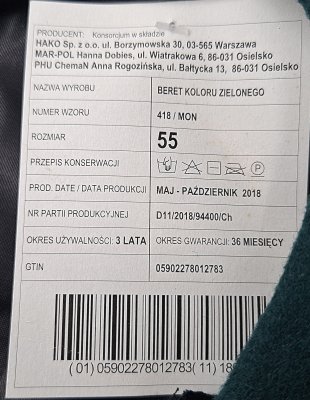 PRODUCENT: Konsorcjum w składzie
HAKO Sp. z o.o. ul. Borzymowska 30, 03-565 Warszawa
MAR-POL Hanna Dobies, ul. Wiatrakowa 6, 86-031 Osielsko
PHU ChemaN Anna Rogozińska, ul. Bałtycka 13, 86-031 Osielsko
NAZWA WYROBU BERET KOLORU ZIELONEGO
NUMER WZORU 418 / MON
ROZMIAR 55
PRZEPIS KONSERWACJI
PROD. DATE / DATA PRODUKCJI MAJ - PAŹDZIERNIK 2018
NR PARTII PRODUKCYJNEJ D11/2018/94400/Ch
OKRES UŻYWALNOŚCI: 3 LATA OKRES GWARANCJI: 36 MIESIĘCY
GTIN 05902278012783
(01)05902278012783(11)18